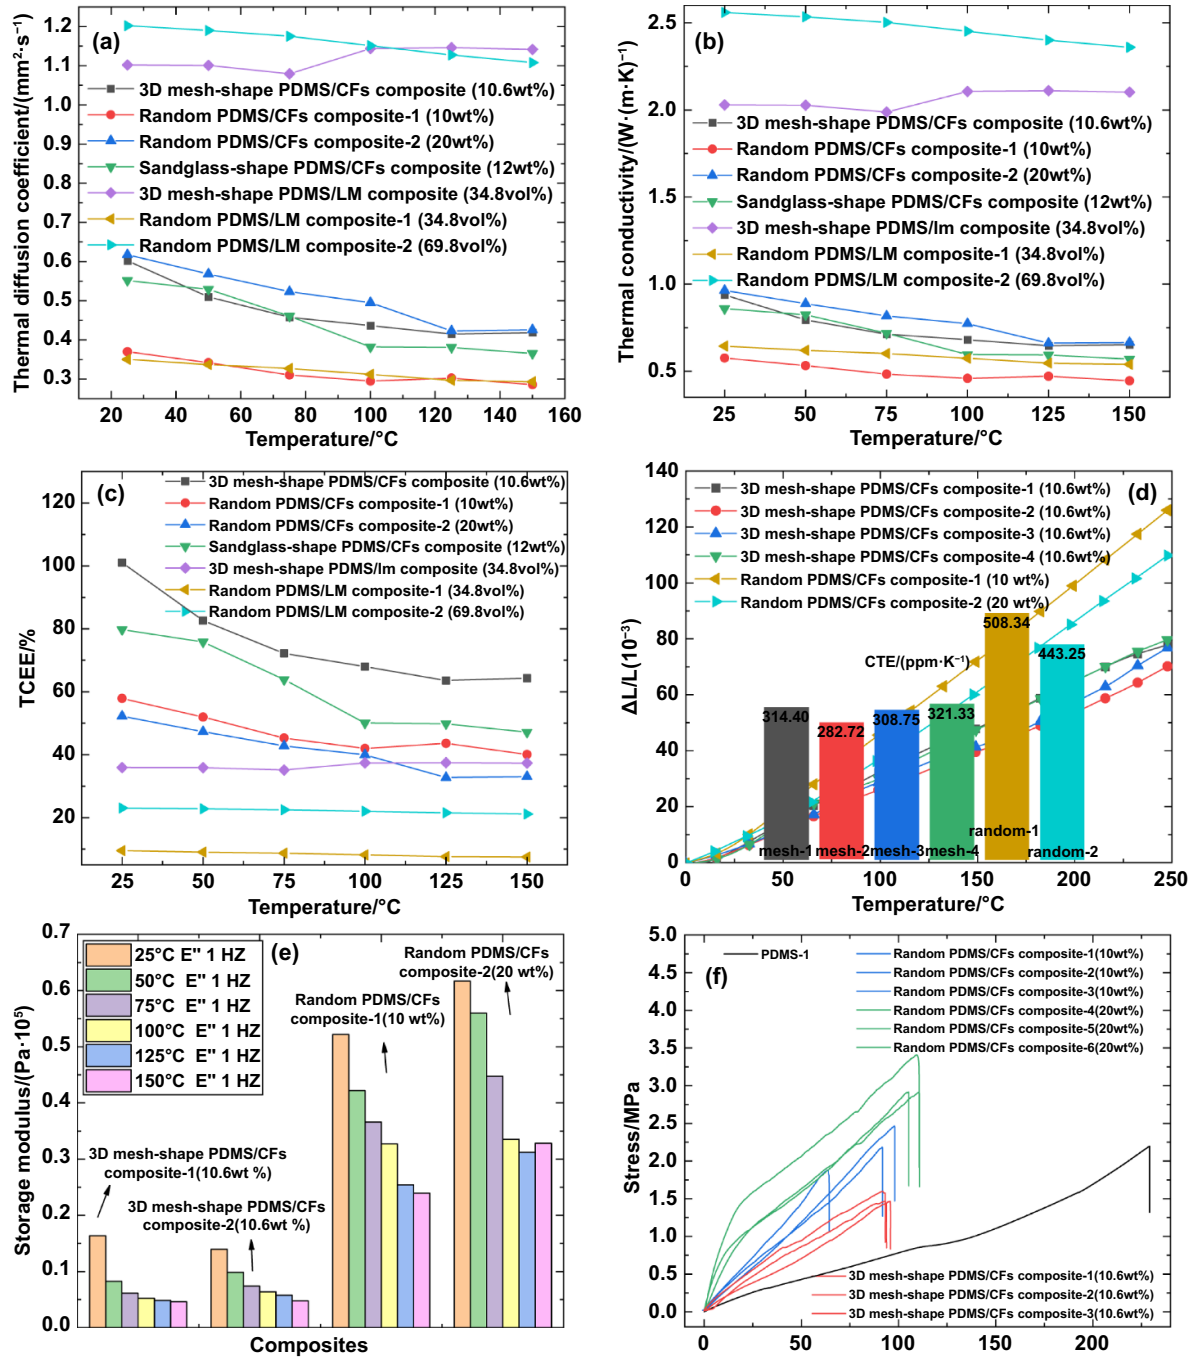 (a)
Thermal diffusion coefficient/(mm²·s⁻¹)
1.2
1.1
1.0
0.9
0.8
0.7
0.6
0.5
0.4
0.3
3D mesh-shape PDMS/CFs composite (10.6wt%)
Random PDMS/CFs composite-1 (10wt%)
Random PDMS/CFs composite-2 (20wt%)
Sandglass-shape PDMS/CFs composite (12wt%)
3D mesh-shape PDMS/LM composite (34.8vol%)
Random PDMS/LM composite-1 (34.8vol%)
Random PDMS/LM composite-2 (69.8vol%)
20 40 60 80 100 120 140 160
Temperature/°C
(b)
Thermal conductivity/(W·(m·K)⁻¹)
2.5
2.0
1.5
1.0
0.5
3D mesh-shape PDMS/CFs composite (10.6wt%)
Random PDMS/CFs composite-1 (10wt%)
Random PDMS/CFs composite-2 (20wt%)
Sandglass-shape PDMS/CFs composite (12wt%)
3D mesh-shape PDMS/lm composite (34.8vol%)
Random PDMS/LM composite-1 (34.8vol%)
Random PDMS/LM composite-2 (69.8vol%)
25 50 75 100 125 150
Temperature/°C
(c)
TCEE/%
120
100
80
60
40
20
3D mesh-shape PDMS/CFs composite (10.6wt%)
Random PDMS/CFs composite-1 (10wt%)
Random PDMS/CFs composite-2 (20wt%)
Sandglass-shape PDMS/CFs composite (12wt%)
3D mesh-shape PDMS/lm composite (34.8vol%)
Random PDMS/LM composite-1 (34.8vol%)
Random PDMS/LM composite-2 (69.8vol%)
25 50 75 100 125 150
Temperature/°C
(d)
ΔL/L(10⁻³)
140
120
100
80
60
40
20
0
3D mesh-shape PDMS/CFs composite-1 (10.6wt%)
3D mesh-shape PDMS/CFs composite-2 (10.6wt%)
3D mesh-shape PDMS/CFs composite-3 (10.6wt%)
3D mesh-shape PDMS/CFs composite-4 (10.6wt%)
Random PDMS/CFs composite-1 (10 wt%)
Random PDMS/CFs composite-2 (20 wt%)
CTE/(ppm·K⁻¹)
314.40
282.72
308.75
321.33
508.34
443.25
mesh-1
mesh-2
mesh-3
mesh-4
random-1
random-2
0 50 100 150 200 250
Temperature/°C
(e)
Storage modulus/(Pa·10⁵)
0.7
0.6
0.5
0.4
0.3
0.2
0.1
0.0
25°C E" 1 HZ
50°C E" 1 HZ
75°C E" 1 HZ
100°C E" 1 HZ
125°C E" 1 HZ
150°C E" 1 HZ
3D mesh-shape PDMS/CFs
composite-1(10.6wt %)
3D mesh-shape PDMS/CFs
composite-2(10.6wt %)
Random PDMS/CFs
composite-1(10 wt%)
Random PDMS/CFs
composite-2(20 wt%)
Composites
(f)
Stress/MPa
5.0
4.5
4.0
3.5
3.0
2.5
2.0
1.5
1.0
0.5
0.0
PDMS-1
Random PDMS/CFs composite-1(10wt%)
Random PDMS/CFs composite-2(10wt%)
Random PDMS/CFs composite-3(10wt%)
Random PDMS/CFs composite-4(20wt%)
Random PDMS/CFs composite-5(20wt%)
Random PDMS/CFs composite-6(20wt%)
3D mesh-shape PDMS/CFs composite-1(10.6wt%)
3D mesh-shape PDMS/CFs composite-2(10.6wt%)
3D mesh-shape PDMS/CFs composite-3(10.6wt%)
0 50 100 150 200